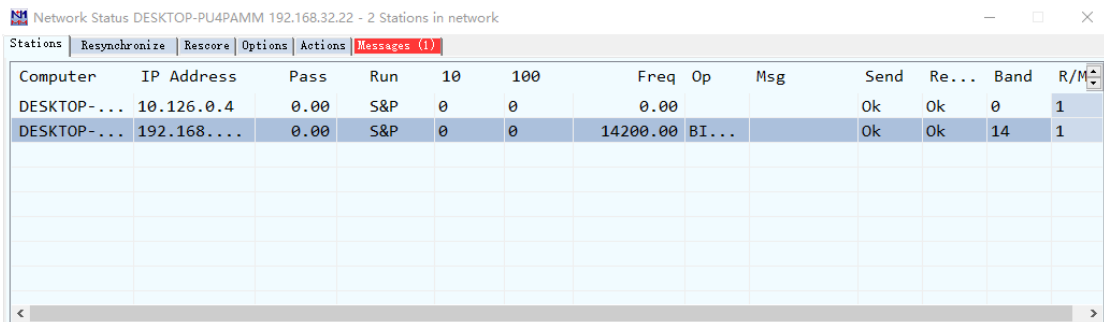 Network Status DESKTOP-PU4PAMM 192.168.32.22 - 2 Stations in network
Stations Resynchronize Rescore Options Actions Messages (1)
Computer IP Address Pass Run 10 100 Freq Op Msg Send Re... Band R/M
DESKTOP-... 10.126.0.4 0.00 S&P 0 0 0.00 Ok Ok 0 1
DESKTOP-... 192.168.... 0.00 S&P 0 0 14200.00 BI... Ok Ok 14 1